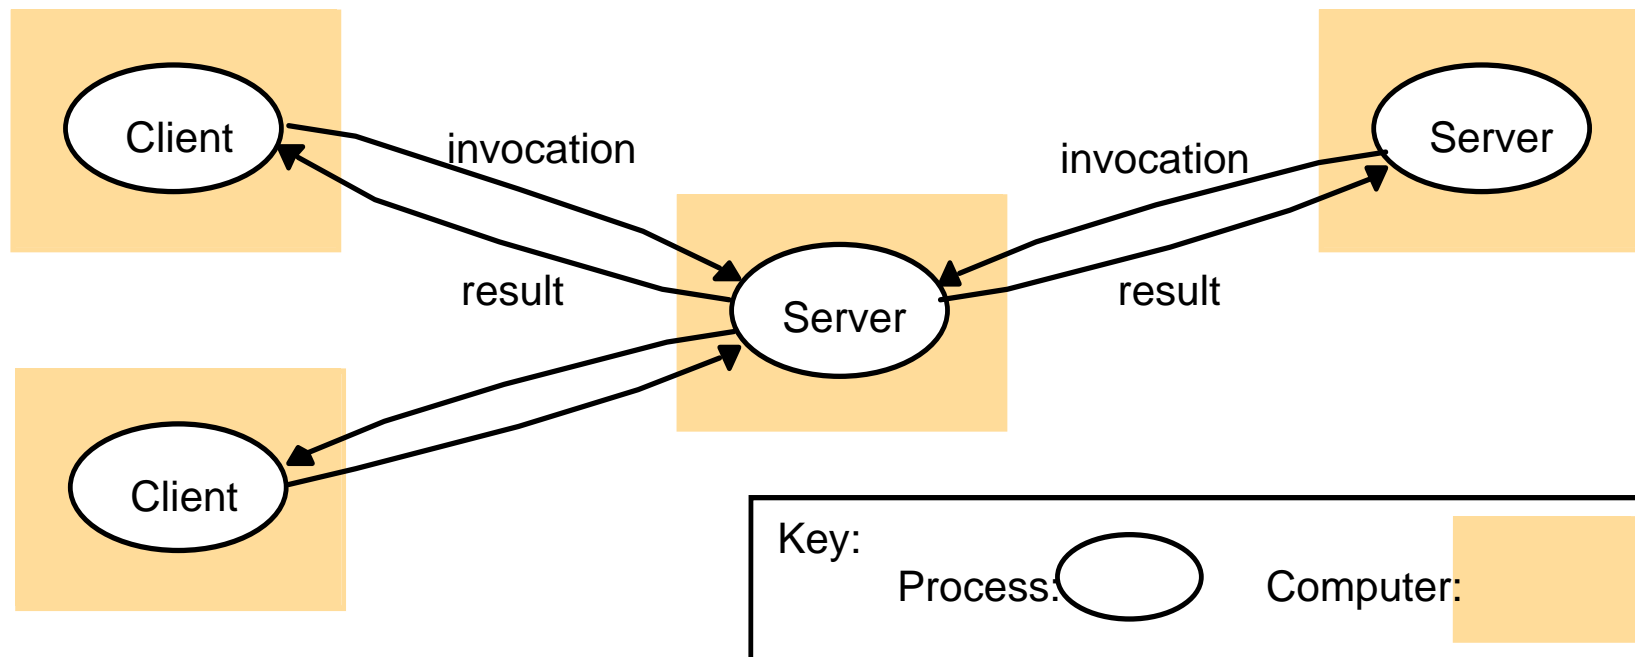 Client
invocation
result
Server
invocation
result
Server
Client
Key:
Process:
Computer: